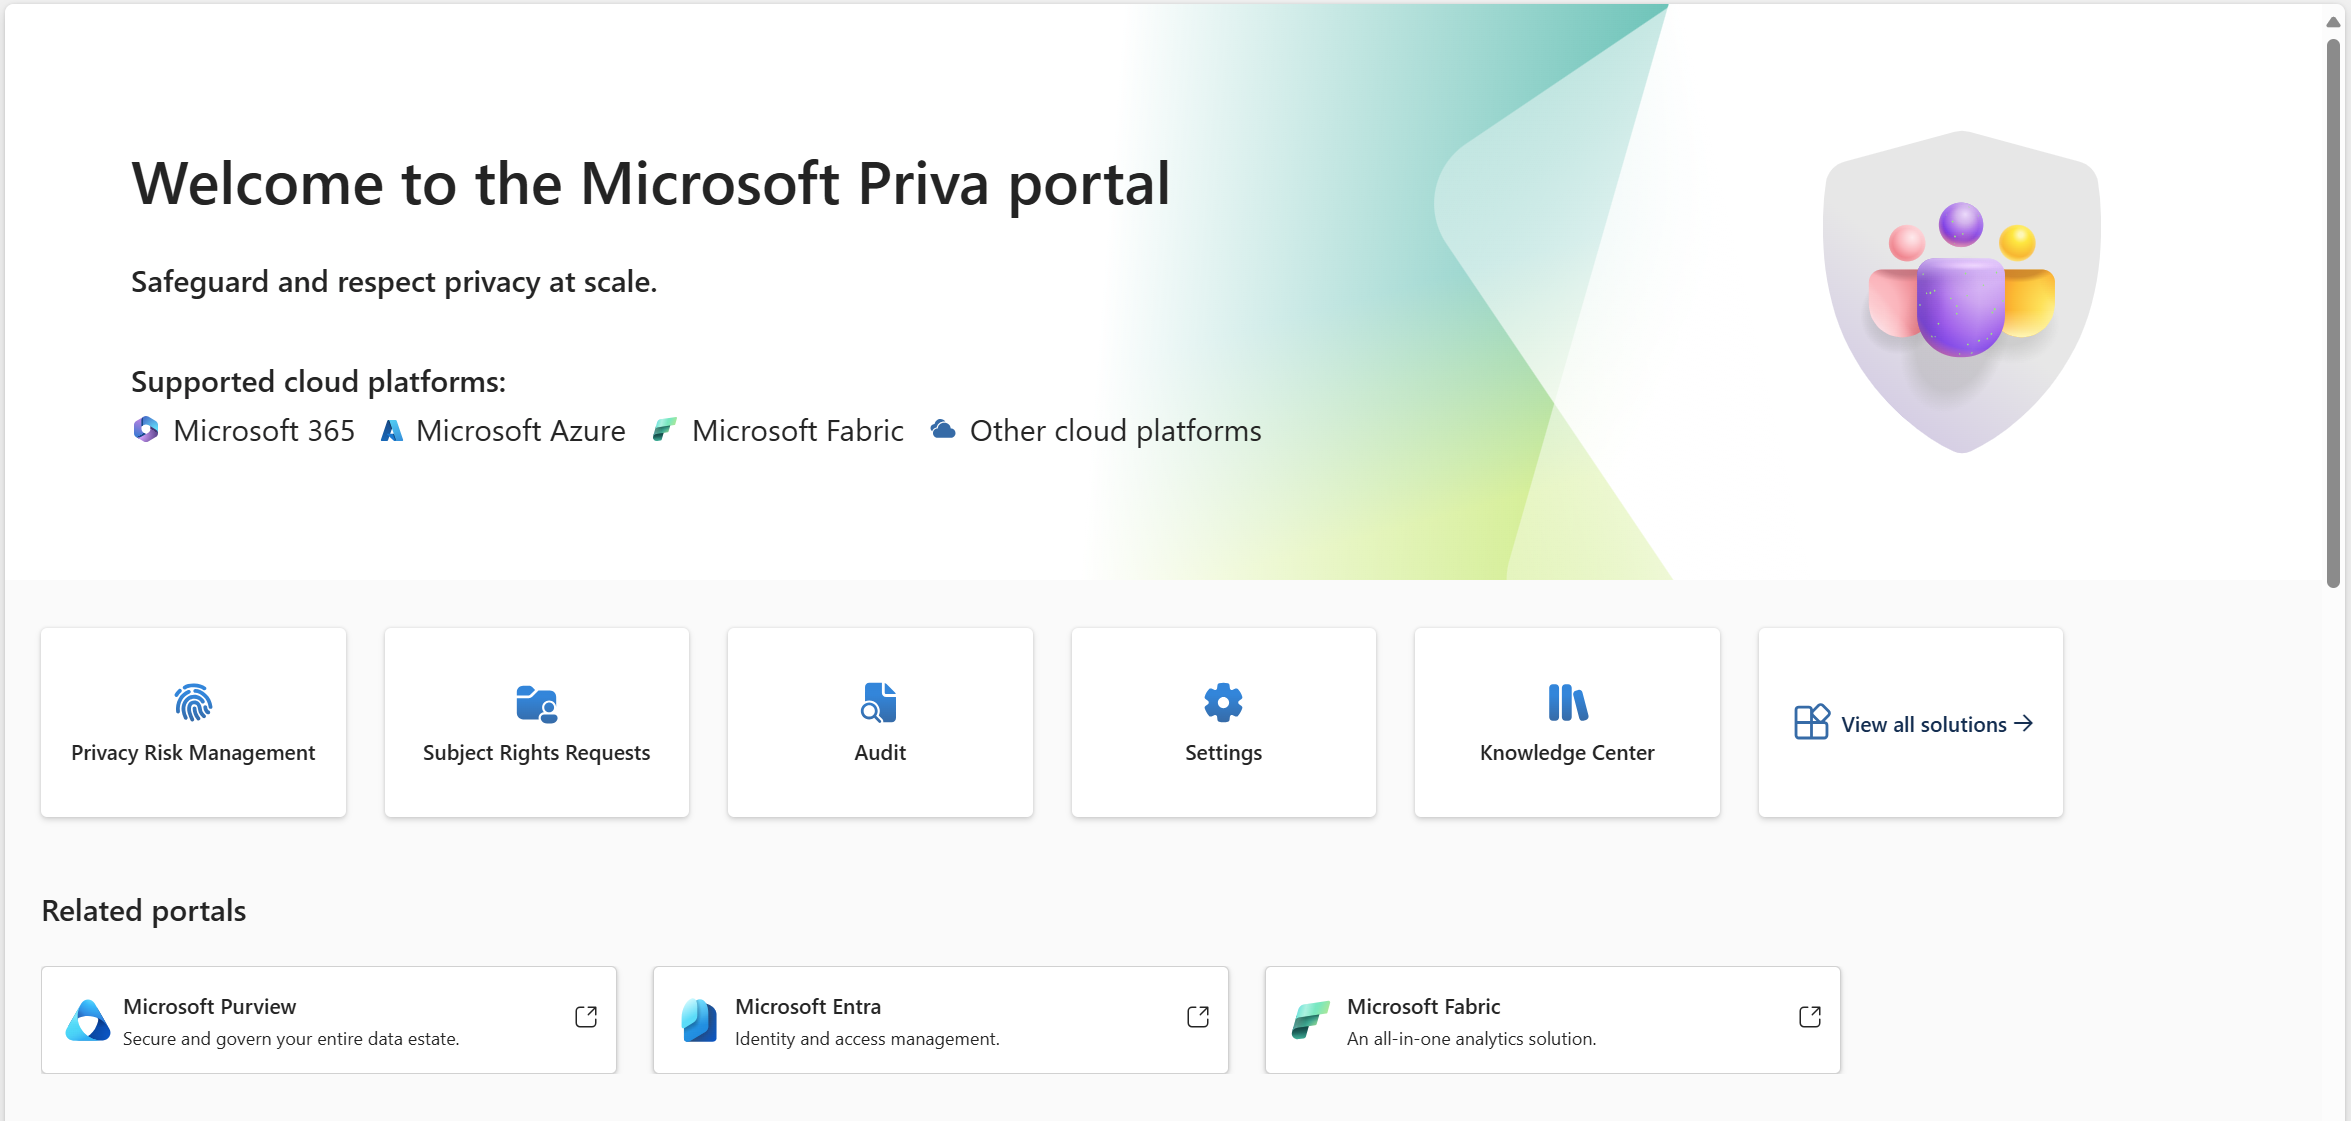 Welcome to the Microsoft Priva portal
Safeguard and respect privacy at scale.
Supported cloud platforms:
Microsoft 365 Microsoft Azure Microsoft Fabric Other cloud platforms
Privacy Risk Management
Subject Rights Requests
Audit
Settings
Knowledge Center
View all solutions
Related portals
Microsoft Purview
Secure and govern your entire data estate.
Microsoft Entra
Identity and access management.
Microsoft Fabric
An all-in-one analytics solution.